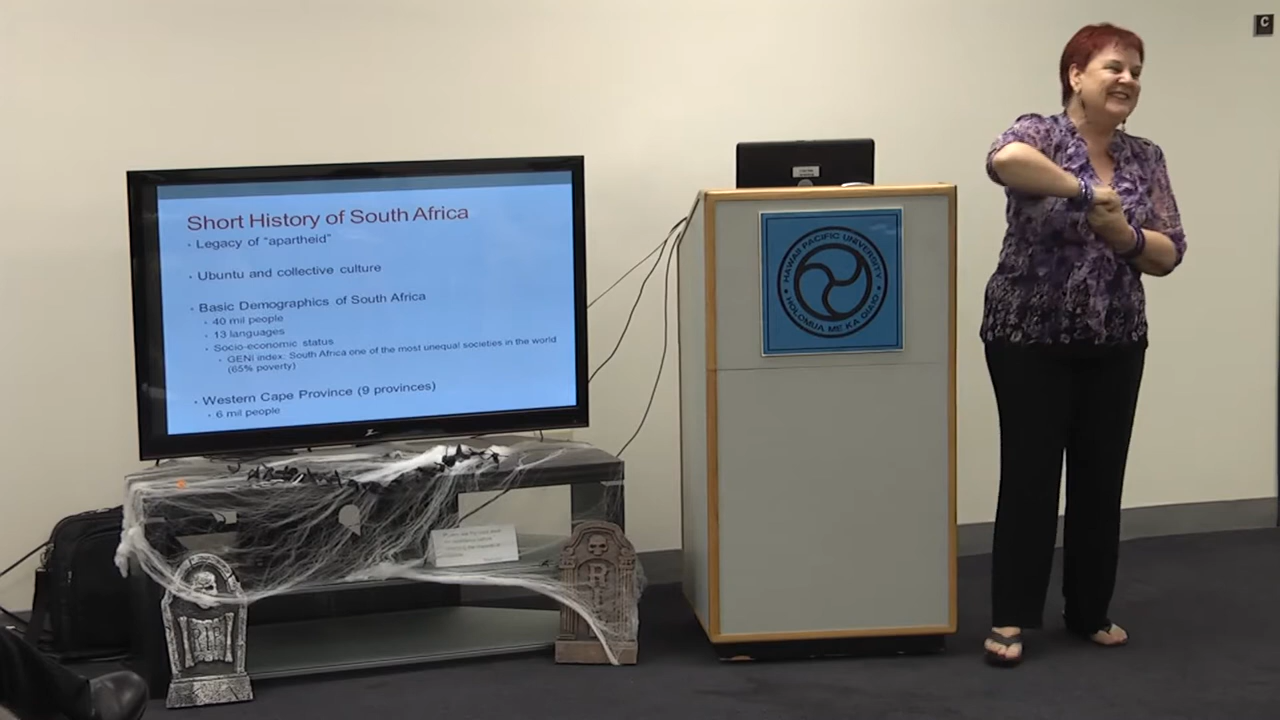 Short History of South Africa
• Legacy of "apartheid"
• Ubuntu and collective culture
• Basic Demographics of South Africa
• 40 mil people
• 13 languages
• Socio-economic status
• GENI index: South Africa one of the most unequal societies in the world
(65% poverty)
• Western Cape Province (9 provinces)
• 6 mil people
HAWAII PACIFIC UNIVERSITY
HOLOMUA ME KA OIAIO
C
RIP
R